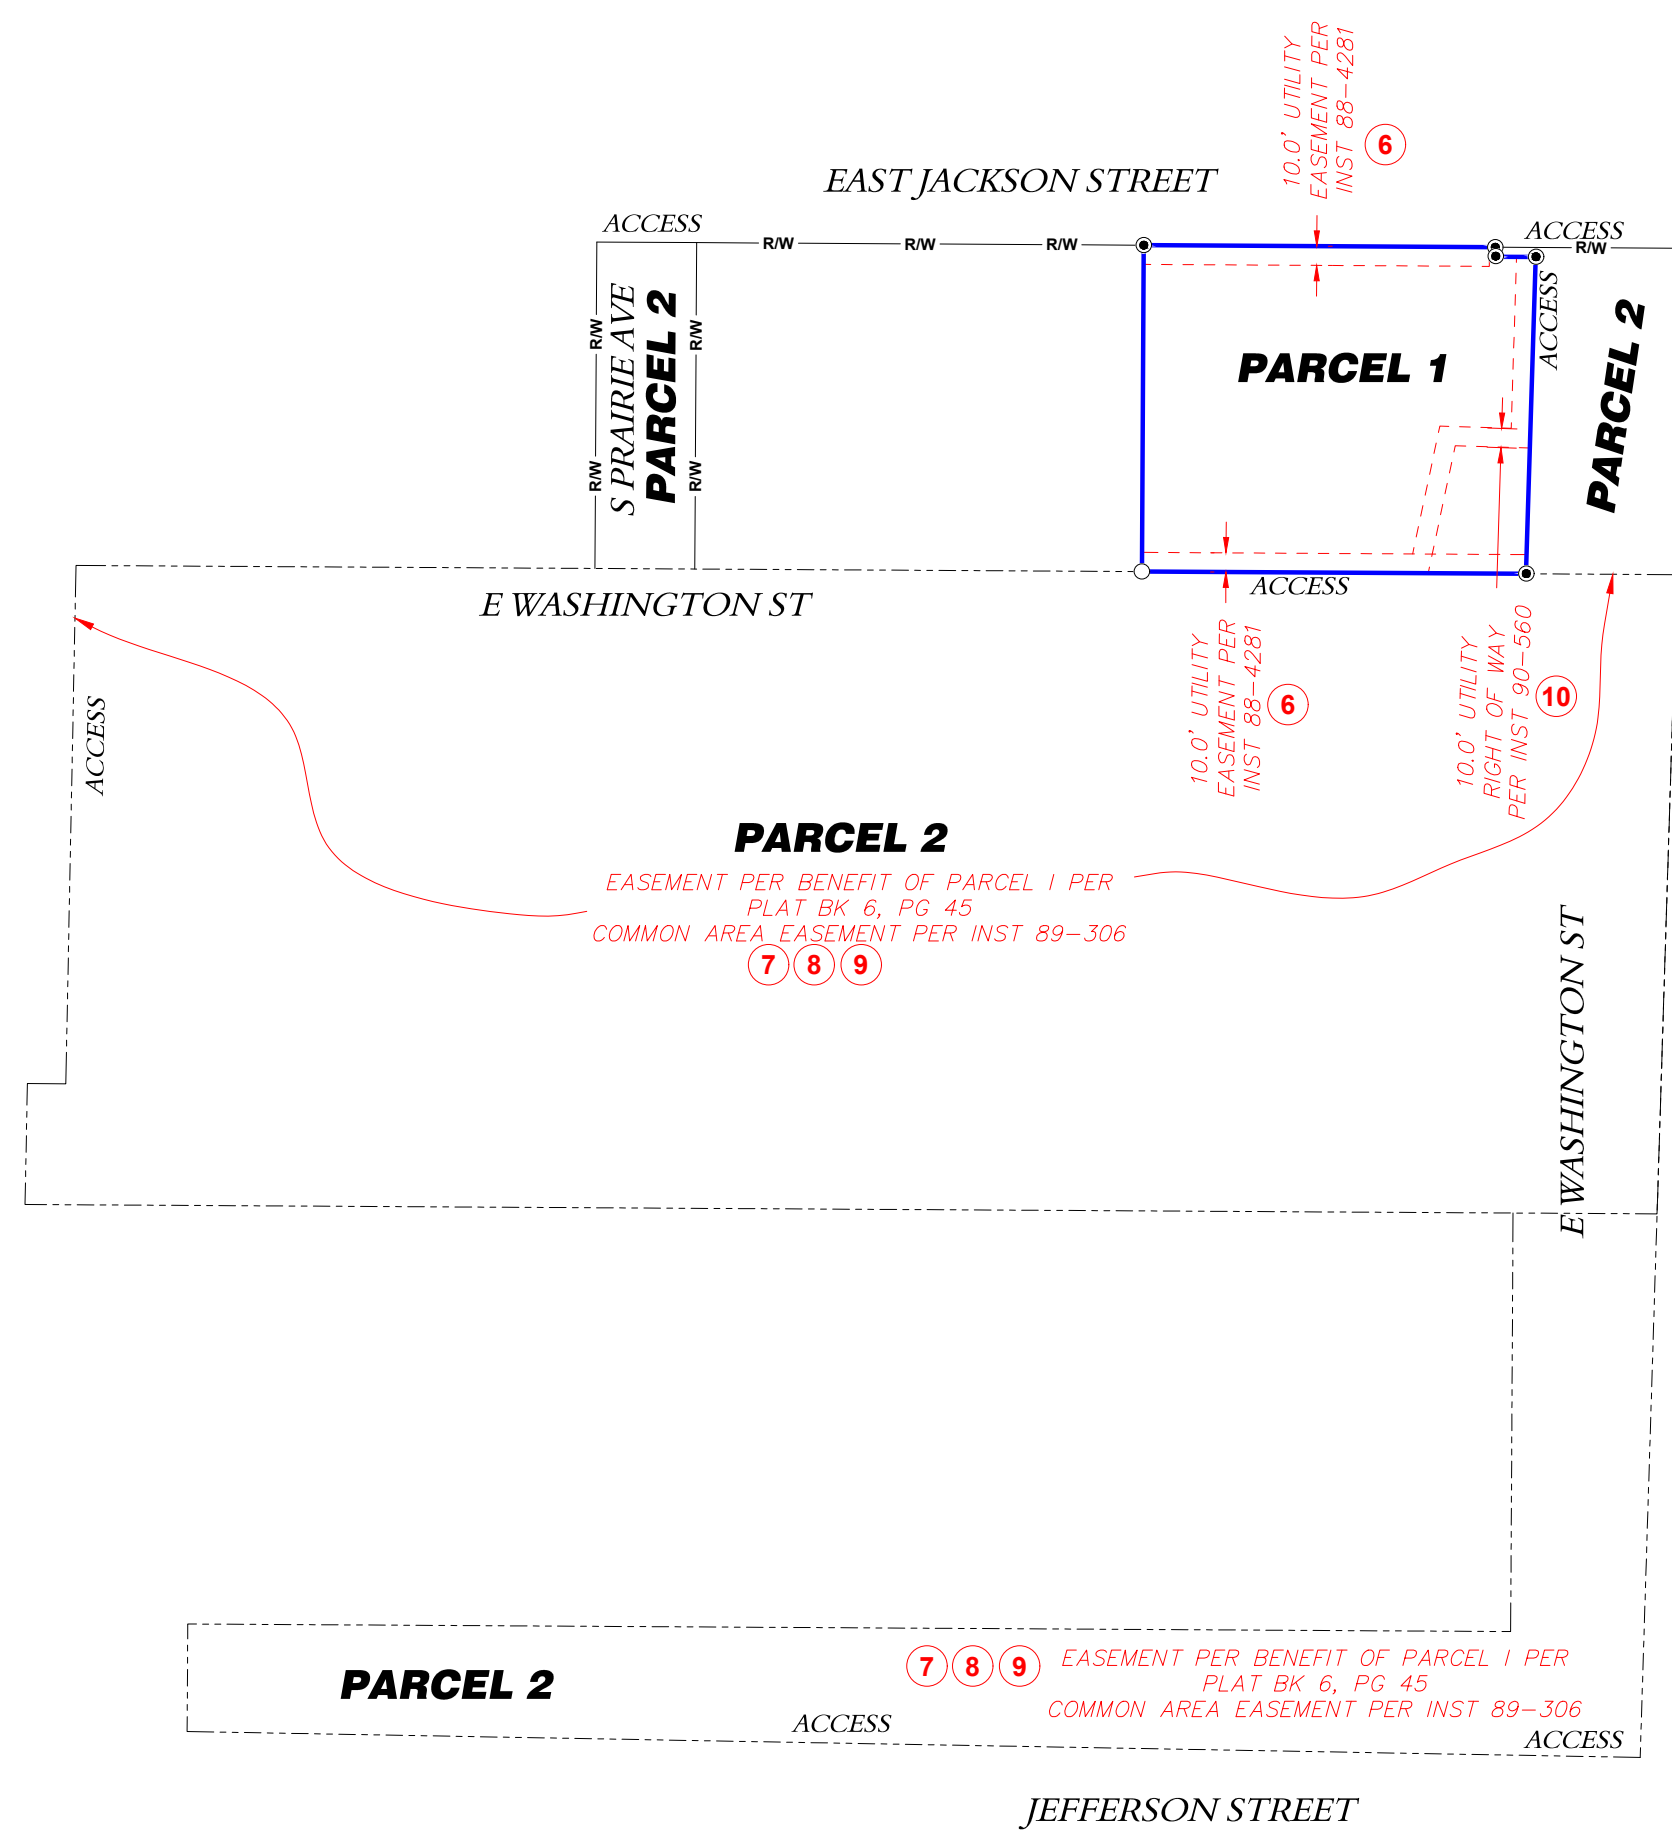 10.0' UTILITY
EASEMENT PER
INST 88-4281
6
EAST JACKSON STREET
ACCESS
R/W
R/W
R/W
ACCESS
R/W
R/W
R/W
S PRAIRIE AVE
PARCEL 2
R/W
R/W
PARCEL 1
ACCESS
PARCEL 2
E WASHINGTON ST
ACCESS
10.0' UTILITY
EASEMENT PER
INST 88-4281
6
10.0' UTILITY
RIGHT OF WAY
PER INST 90-560
10
ACCESS
PARCEL 2
EASEMENT PER BENEFIT OF PARCEL 1 PER
PLAT BK 6, PG 45
COMMON AREA EASEMENT PER INST 89-306
7 8 9
E WASHINGTON ST
PARCEL 2
7 8 9
EASEMENT PER BENEFIT OF PARCEL 1 PER
PLAT BK 6, PG 45
COMMON AREA EASEMENT PER INST 89-306
ACCESS
ACCESS
JEFFERSON STREET